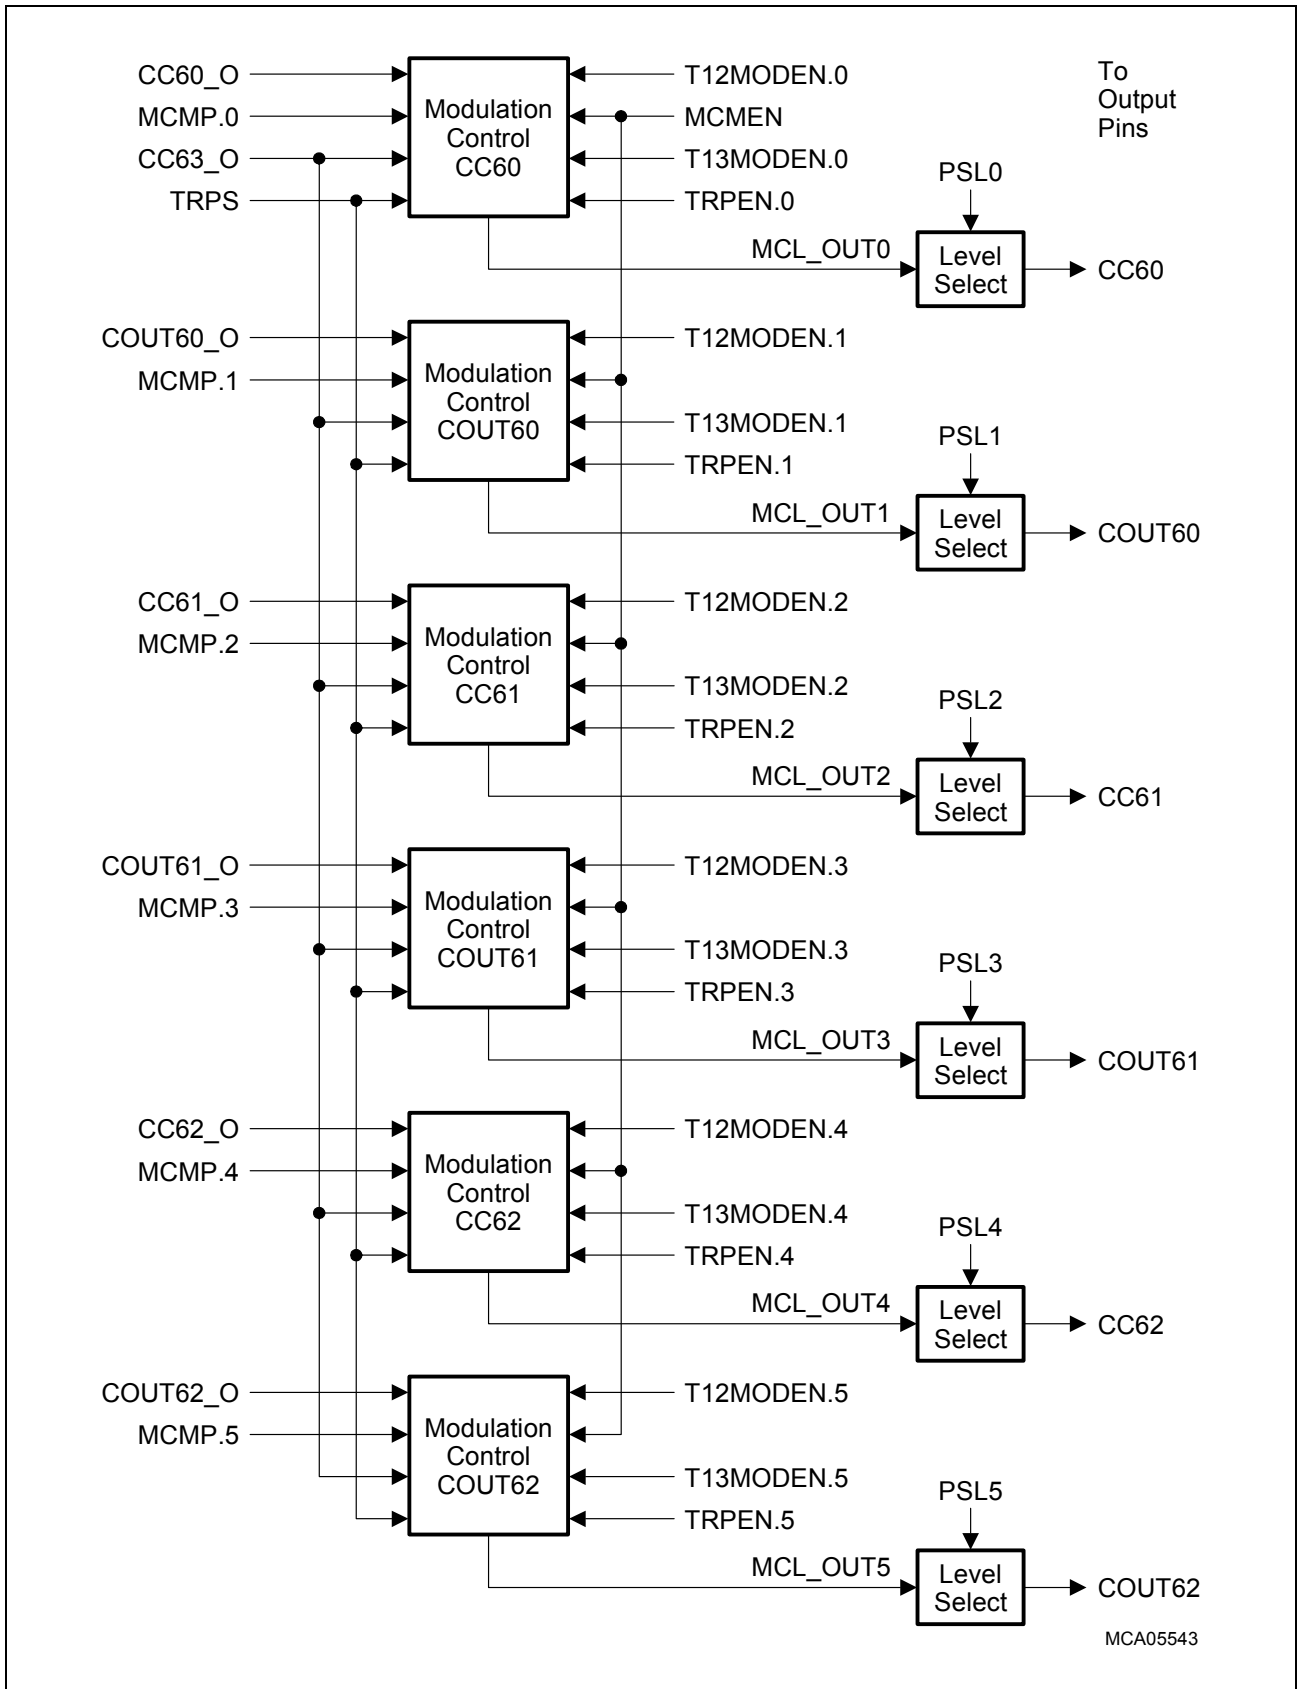 CC60_O
MCMP.0
CC63_O
TRPS
Modulation
Control
CC60
T12MODEN.0
MCMEN
T13MODEN.0
TRPEN.0
To
Output
Pins
PSL0
MCL_OUT0
Level
Select
CC60
COUT60_O
MCMP.1
Modulation
Control
COUT60
T12MODEN.1
T13MODEN.1
TRPEN.1
PSL1
MCL_OUT1
Level
Select
COUT60
CC61_O
MCMP.2
Modulation
Control
CC61
T12MODEN.2
T13MODEN.2
TRPEN.2
PSL2
MCL_OUT2
Level
Select
CC61
COUT61_O
MCMP.3
Modulation
Control
COUT61
T12MODEN.3
T13MODEN.3
TRPEN.3
PSL3
MCL_OUT3
Level
Select
COUT61
CC62_O
MCMP.4
Modulation
Control
CC62
T12MODEN.4
T13MODEN.4
TRPEN.4
PSL4
MCL_OUT4
Level
Select
CC62
COUT62_O
MCMP.5
Modulation
Control
COUT62
T12MODEN.5
T13MODEN.5
TRPEN.5
PSL5
MCL_OUT5
Level
Select
COUT62
MCA05543